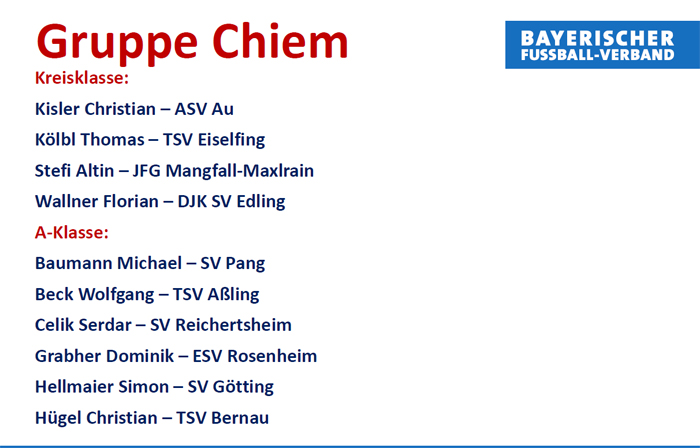 Gruppe Chiem
BAYERISCHER
FUSSBALL-VERBAND
Kreisklasse:
Kisler Christian – ASV Au
Kölbl Thomas – TSV Eiselfing
Stefi Altin – JFG Mangfall-Maxlrain
Wallner Florian – DJK SV Edling
A-Klasse:
Baumann Michael – SV Pang
Beck Wolfgang – TSV Aßling
Celik Serdar – SV Reichertsheim
Grabher Dominik – ESV Rosenheim
Hellmaier Simon – SV Götting
Hügel Christian – TSV Bernau